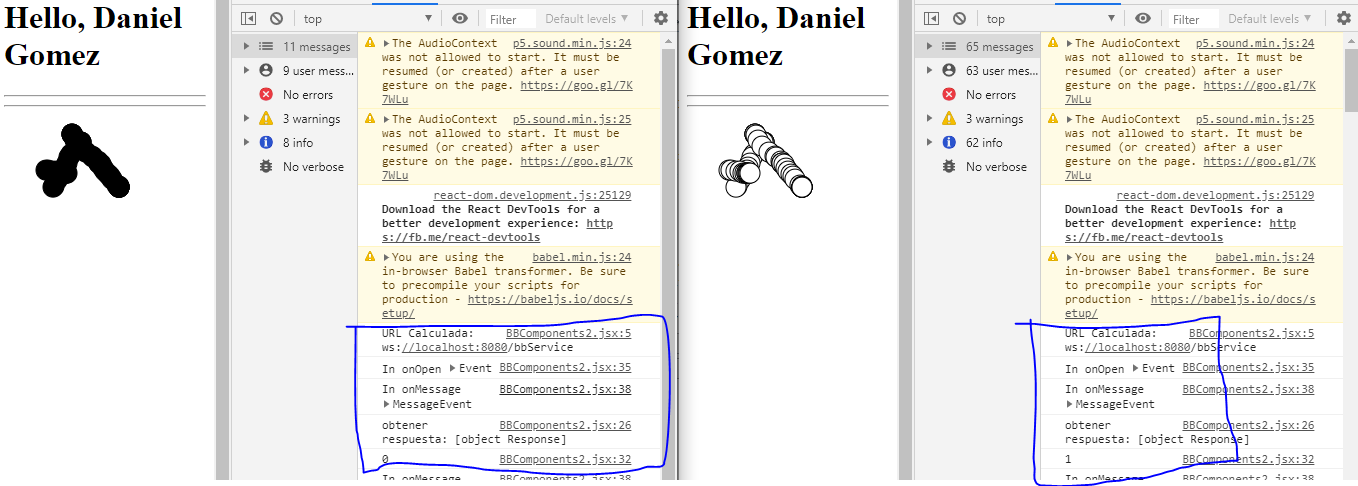 Hello, Daniel
Gomez
top
Filter
Default levels ▼
11 messages
9 user mess...
No errors
3 warnings
8 info
No verbose
The AudioContext p5.sound.min.js:24
was not allowed to start. It must be
resumed (or created) after a user
gesture on the page. https://goo.gl/7K
7WLu
The AudioContext p5.sound.min.js:25
was not allowed to start. It must be
resumed (or created) after a user
gesture on the page. https://goo.gl/7K
7WLu
react-dom.development.js:25129
Download the React DevTools for a
better development experience: http
s://fb.me/react-devtools
You are using the babel.min.js:24
in-browser Babel transformer. Be sure
to precompile your scripts for
production - https://babeljs.io/docs/s
etup/
URL Calculada: BBComponents2.jsx:5
ws://localhost:8080/bbService
In onOpen ▶Event BBComponents2.jsx:35
In onMessage BBComponents2.jsx:38
▶MessageEvent
obtener BBComponents2.jsx:26
respuesta: [object Response]
0 BBComponents2.jsx:32
In onMessage BBComponents2.jsx:38
Hello, Daniel
Gomez
top
Filter
Default levels ▼
65 messages
63 user mes...
No errors
3 warnings
62 info
No verbose
The AudioContext p5.sound.min.js:24
was not allowed to start. It must be
resumed (or created) after a user
gesture on the page. https://goo.gl/7K
7WLu
The AudioContext p5.sound.min.js:25
was not allowed to start. It must be
resumed (or created) after a user
gesture on the page. https://goo.gl/7K
7WLu
react-dom.development.js:25129
Download the React DevTools for a
better development experience: http
s://fb.me/react-devtools
You are using the babel.min.js:24
in-browser Babel transformer. Be sure
to precompile your scripts for
production - https://babeljs.io/docs/s
etup/
URL Calculada: BBComponents2.jsx:5
ws://localhost:8080/bbService
In onOpen ▶Event BBComponents2.jsx:35
In onMessage BBComponents2.jsx:38
▶MessageEvent
obtener BBComponents2.jsx:26
respuesta: [object Response]
1 BBComponents2.jsx:32
In onMessage BBComponents2.jsx:38